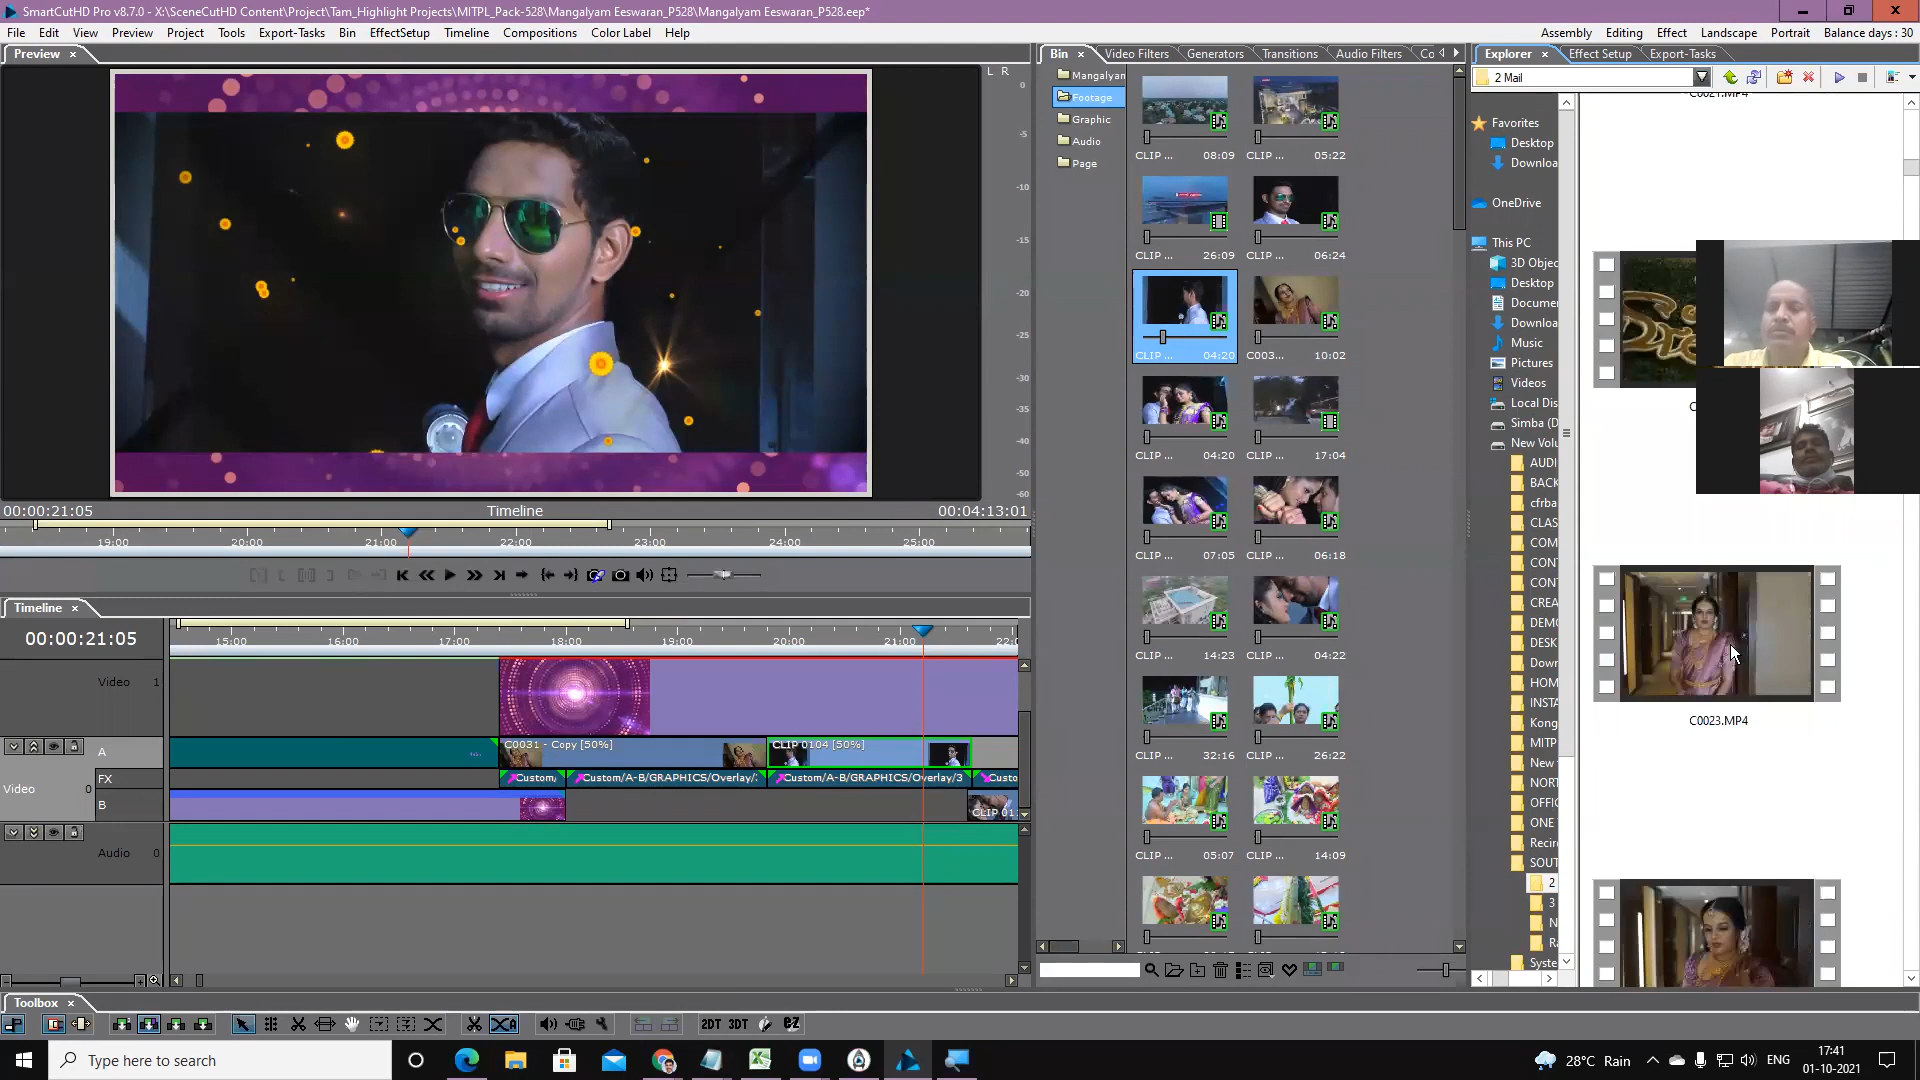 SmartCutHD Pro v8.7.0 - X:\SceneCutHD Content\Project\Tam_Highlight Projects\MITPL_Pack-528\Mangalyam Eeswaran_P528\Mangalyam Eeswaran_P528.eep*
File Edit View Preview Project Tools Export-Tasks Bin EffectSetup Timeline Compositions Color Label Help
Assembly Editing Effect Landscape Portrait Balance days : 30
Preview
L R
0
-5
-10
-15
-20
-25
-30
-35
-40
-50
-60
00:00:21:05 Timeline 00:04:13:01
19:00 20:00 21:00 22:00 23:00 24:00 25:00
Timeline
00:00:21:05
15:00 16:00 17:00 18:00 19:00 20:00 21:00 22:0
Video 1
A
C0031 - Copy [50%] CLIP 0104 [50%]
FX
Custom, Custom/A-B/GRAPHICS/Overlay/: Custom/A-B/GRAPHICS/Overlay/3 Custo
Video 0
B
CLIP 01
Audio 0
Toolbox
2DT 3DT
Bin Video Filters Generators Transitions Audio Filters Co
Mangalyan
Footage
Graphic
Audio
Page
CLIP ... 08:09 CLIP ... 05:22
CLIP ... 26:09 CLIP ... 06:24
CLIP ... 04:20 C003... 10:02
CLIP ... 04:20 CLIP ... 17:04
CLIP ... 07:05 CLIP ... 06:18
CLIP ... 14:23 CLIP ... 04:22
CLIP ... 32:16 CLIP ... 26:22
CLIP ... 05:07 CLIP ... 14:09
Explorer Effect Setup Export-Tasks
2 Mail
Favorites
Desktop
Downloa
OneDrive
This PC
3D Objec
Desktop
Documer
Downloa
Music
Pictures
Videos
Local Dis
Simba (D
New Volu
AUDI
BACK
cfrba
CLAS
COM
CONT
CONT
CREA
DEMO
DESK
Down
HOM
INSTA
Kong
MITP
New
NORT
OFFIC
ONE
Recir
SOUT
2
3
N
Ra
Syste
C0021.MP4
C0023.MP4
Type here to search
28°C Rain
ENG
17:41
01-10-2021